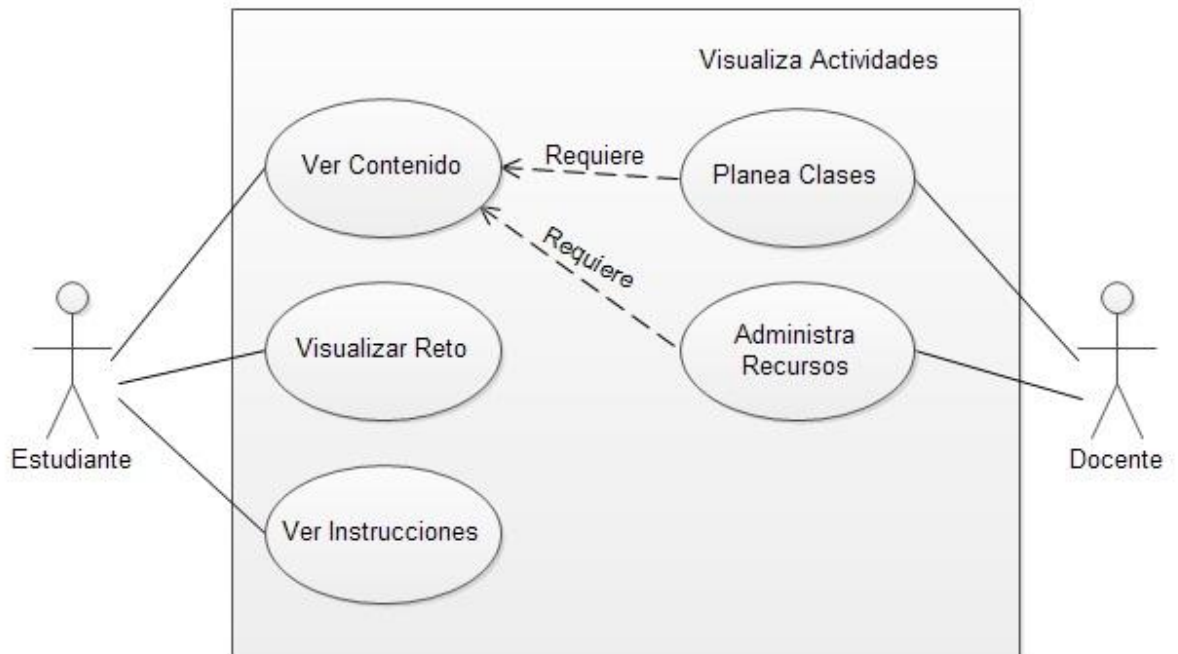 Visualiza Actividades
Ver Contenido
Requiere
Planea Clases
Requiere
Visualizar Reto
Administra
Recursos
Estudiante
Docente
Ver Instrucciones